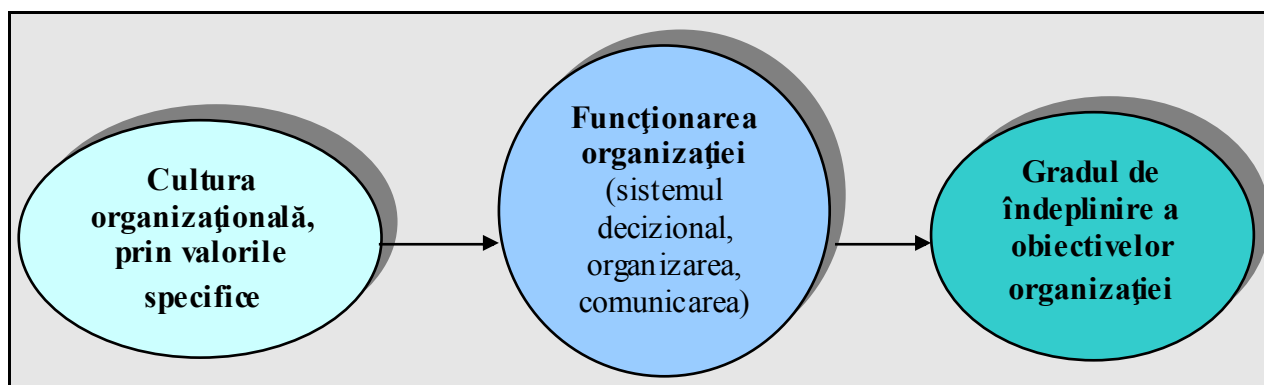 Cultura
organizaţională,
prin valorile
specifice
Funcţionarea
organizaţiei
(sistemul
decizional,
organizarea,
comunicarea)
Gradul de
îndeplinire a
obiectivelor
organizaţiei